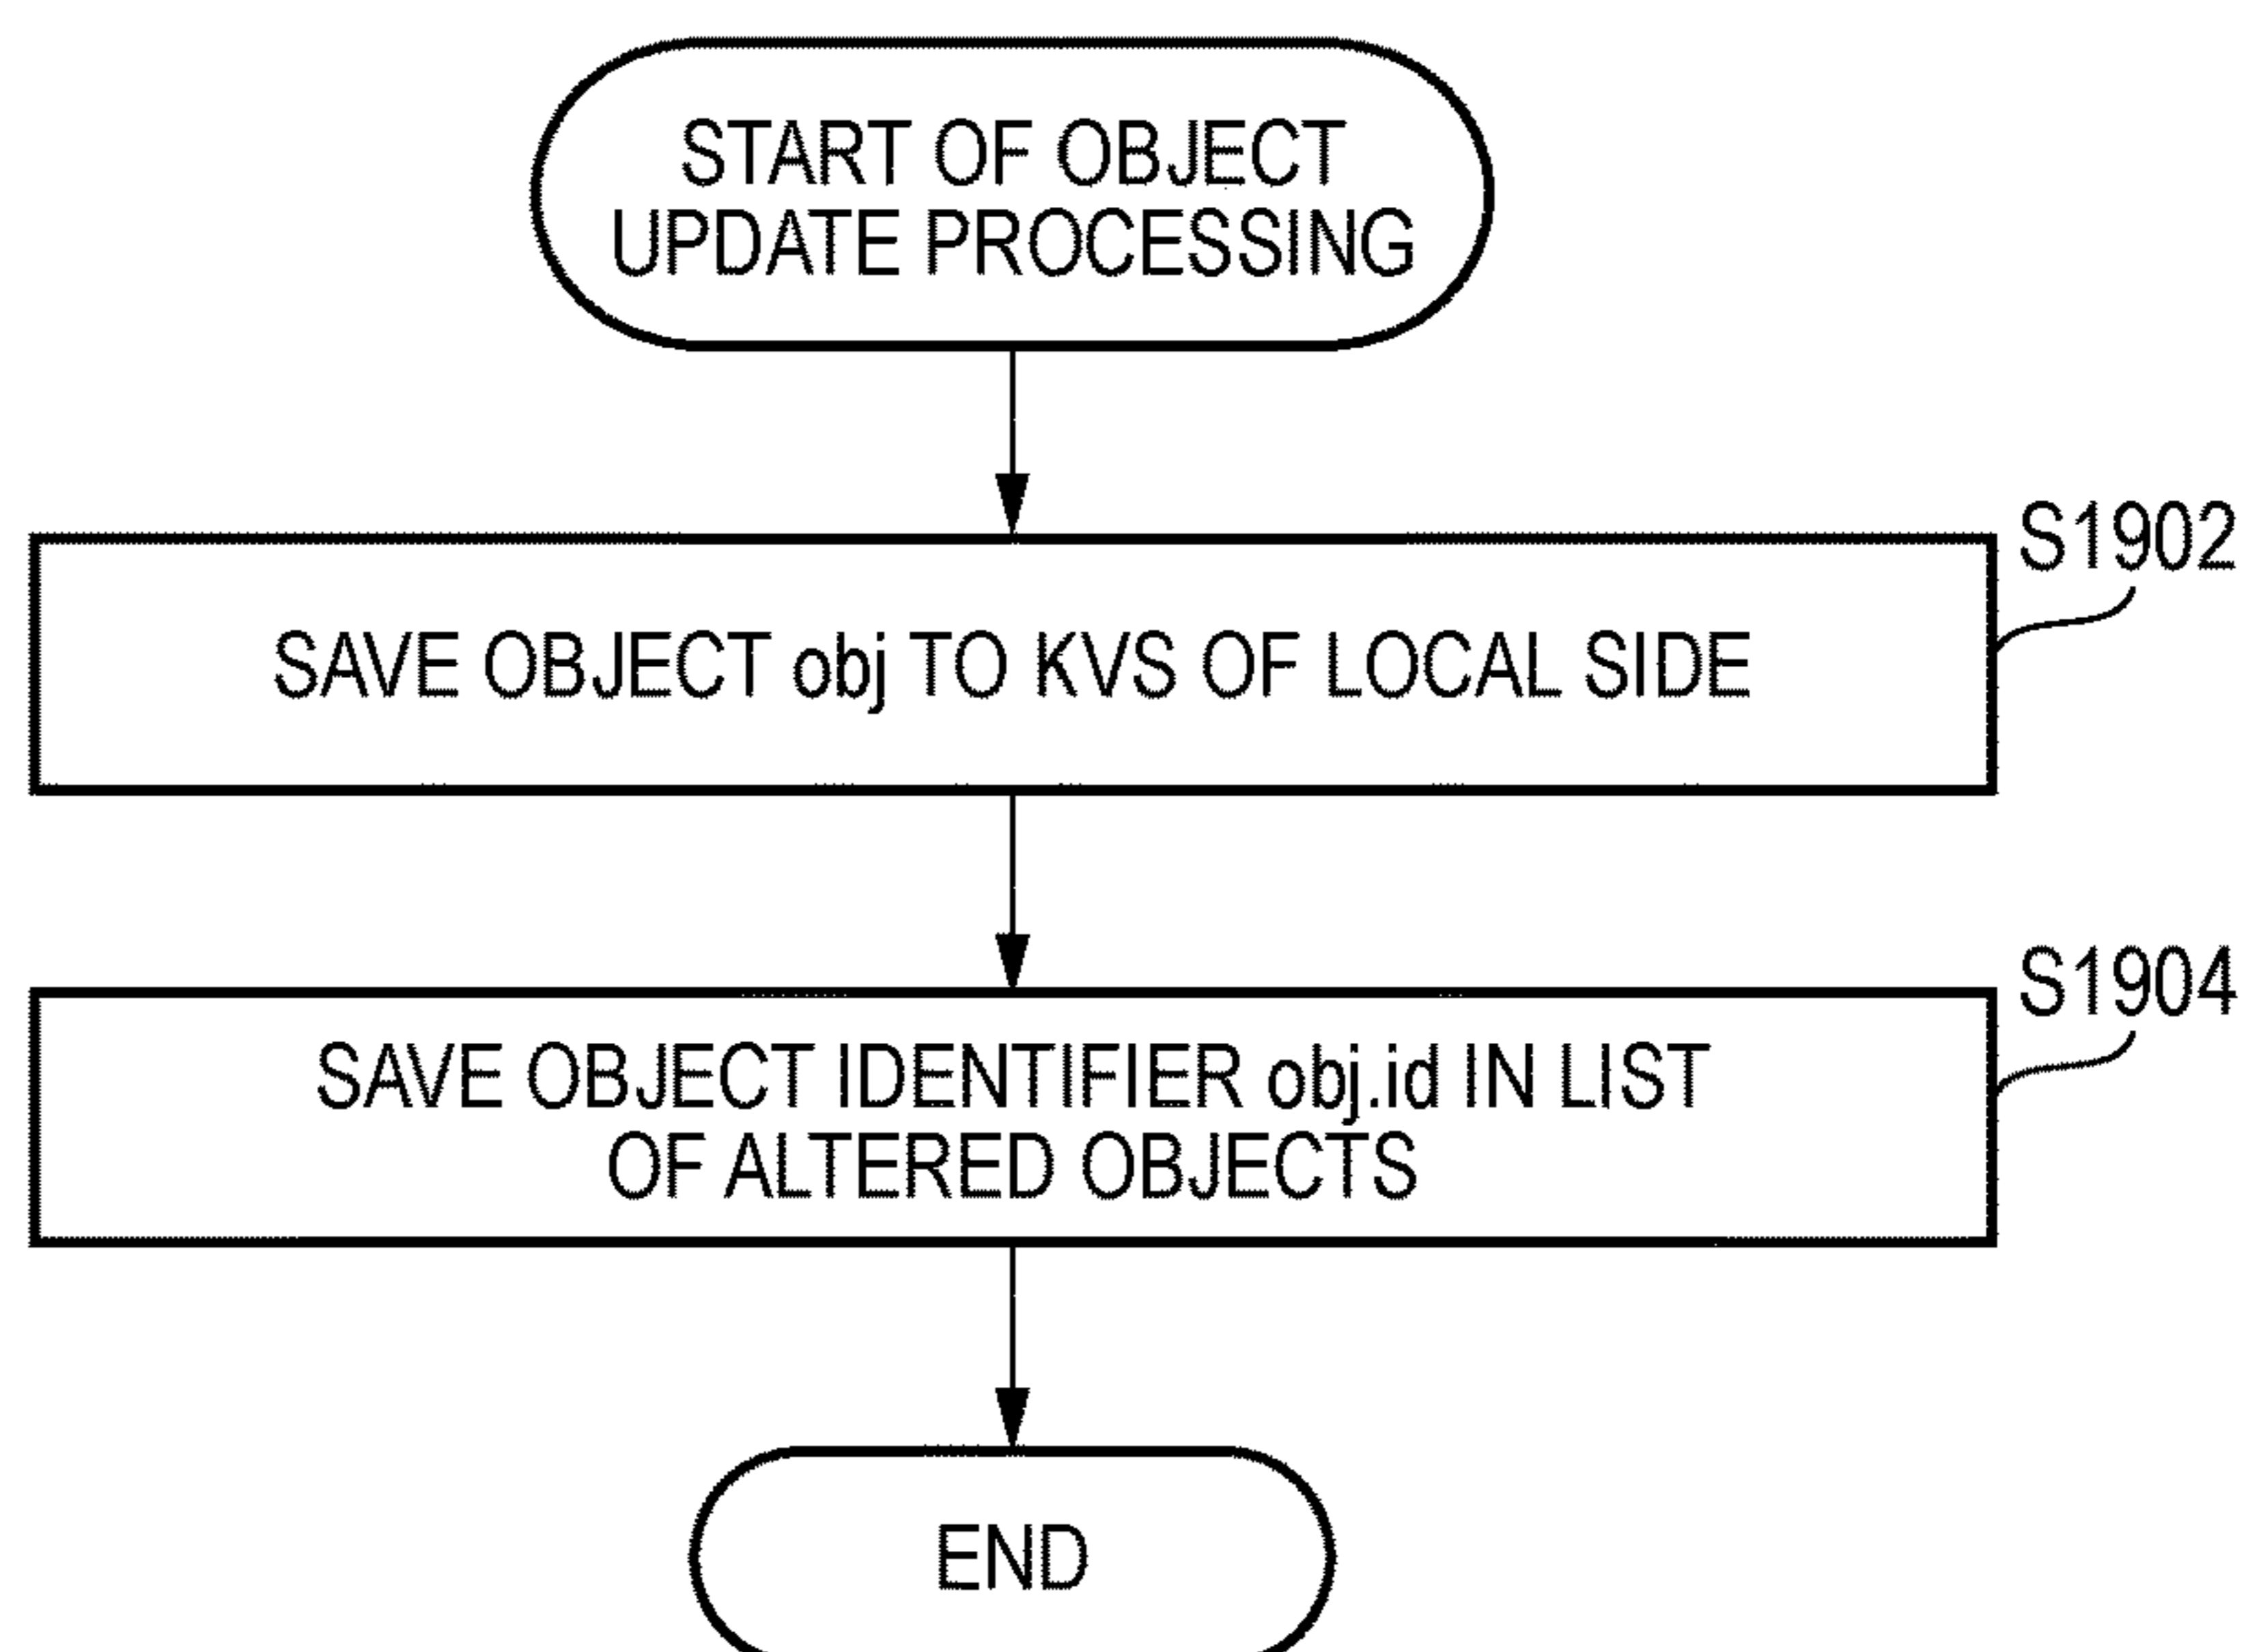 START OF OBJECT
UPDATE PROCESSING
S1902
SAVE OBJECT obj TO KVS OF LOCAL SIDE
S1904
SAVE OBJECT IDENTIFIER obj.id IN LIST
OF ALTERED OBJECTS
END